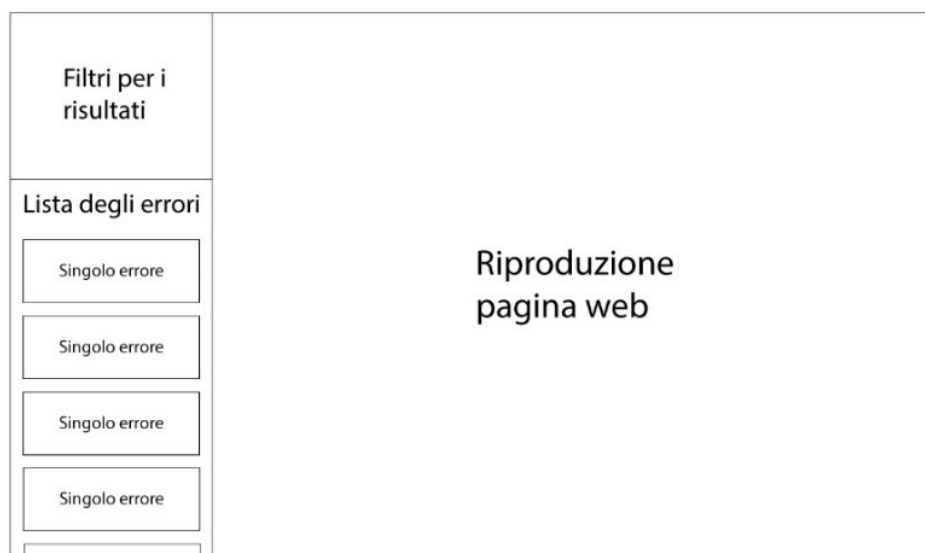 Filtri per i
risultati
Lista degli errori
Singolo errore
Singolo errore
Singolo errore
Singolo errore
Riproduzione
pagina web